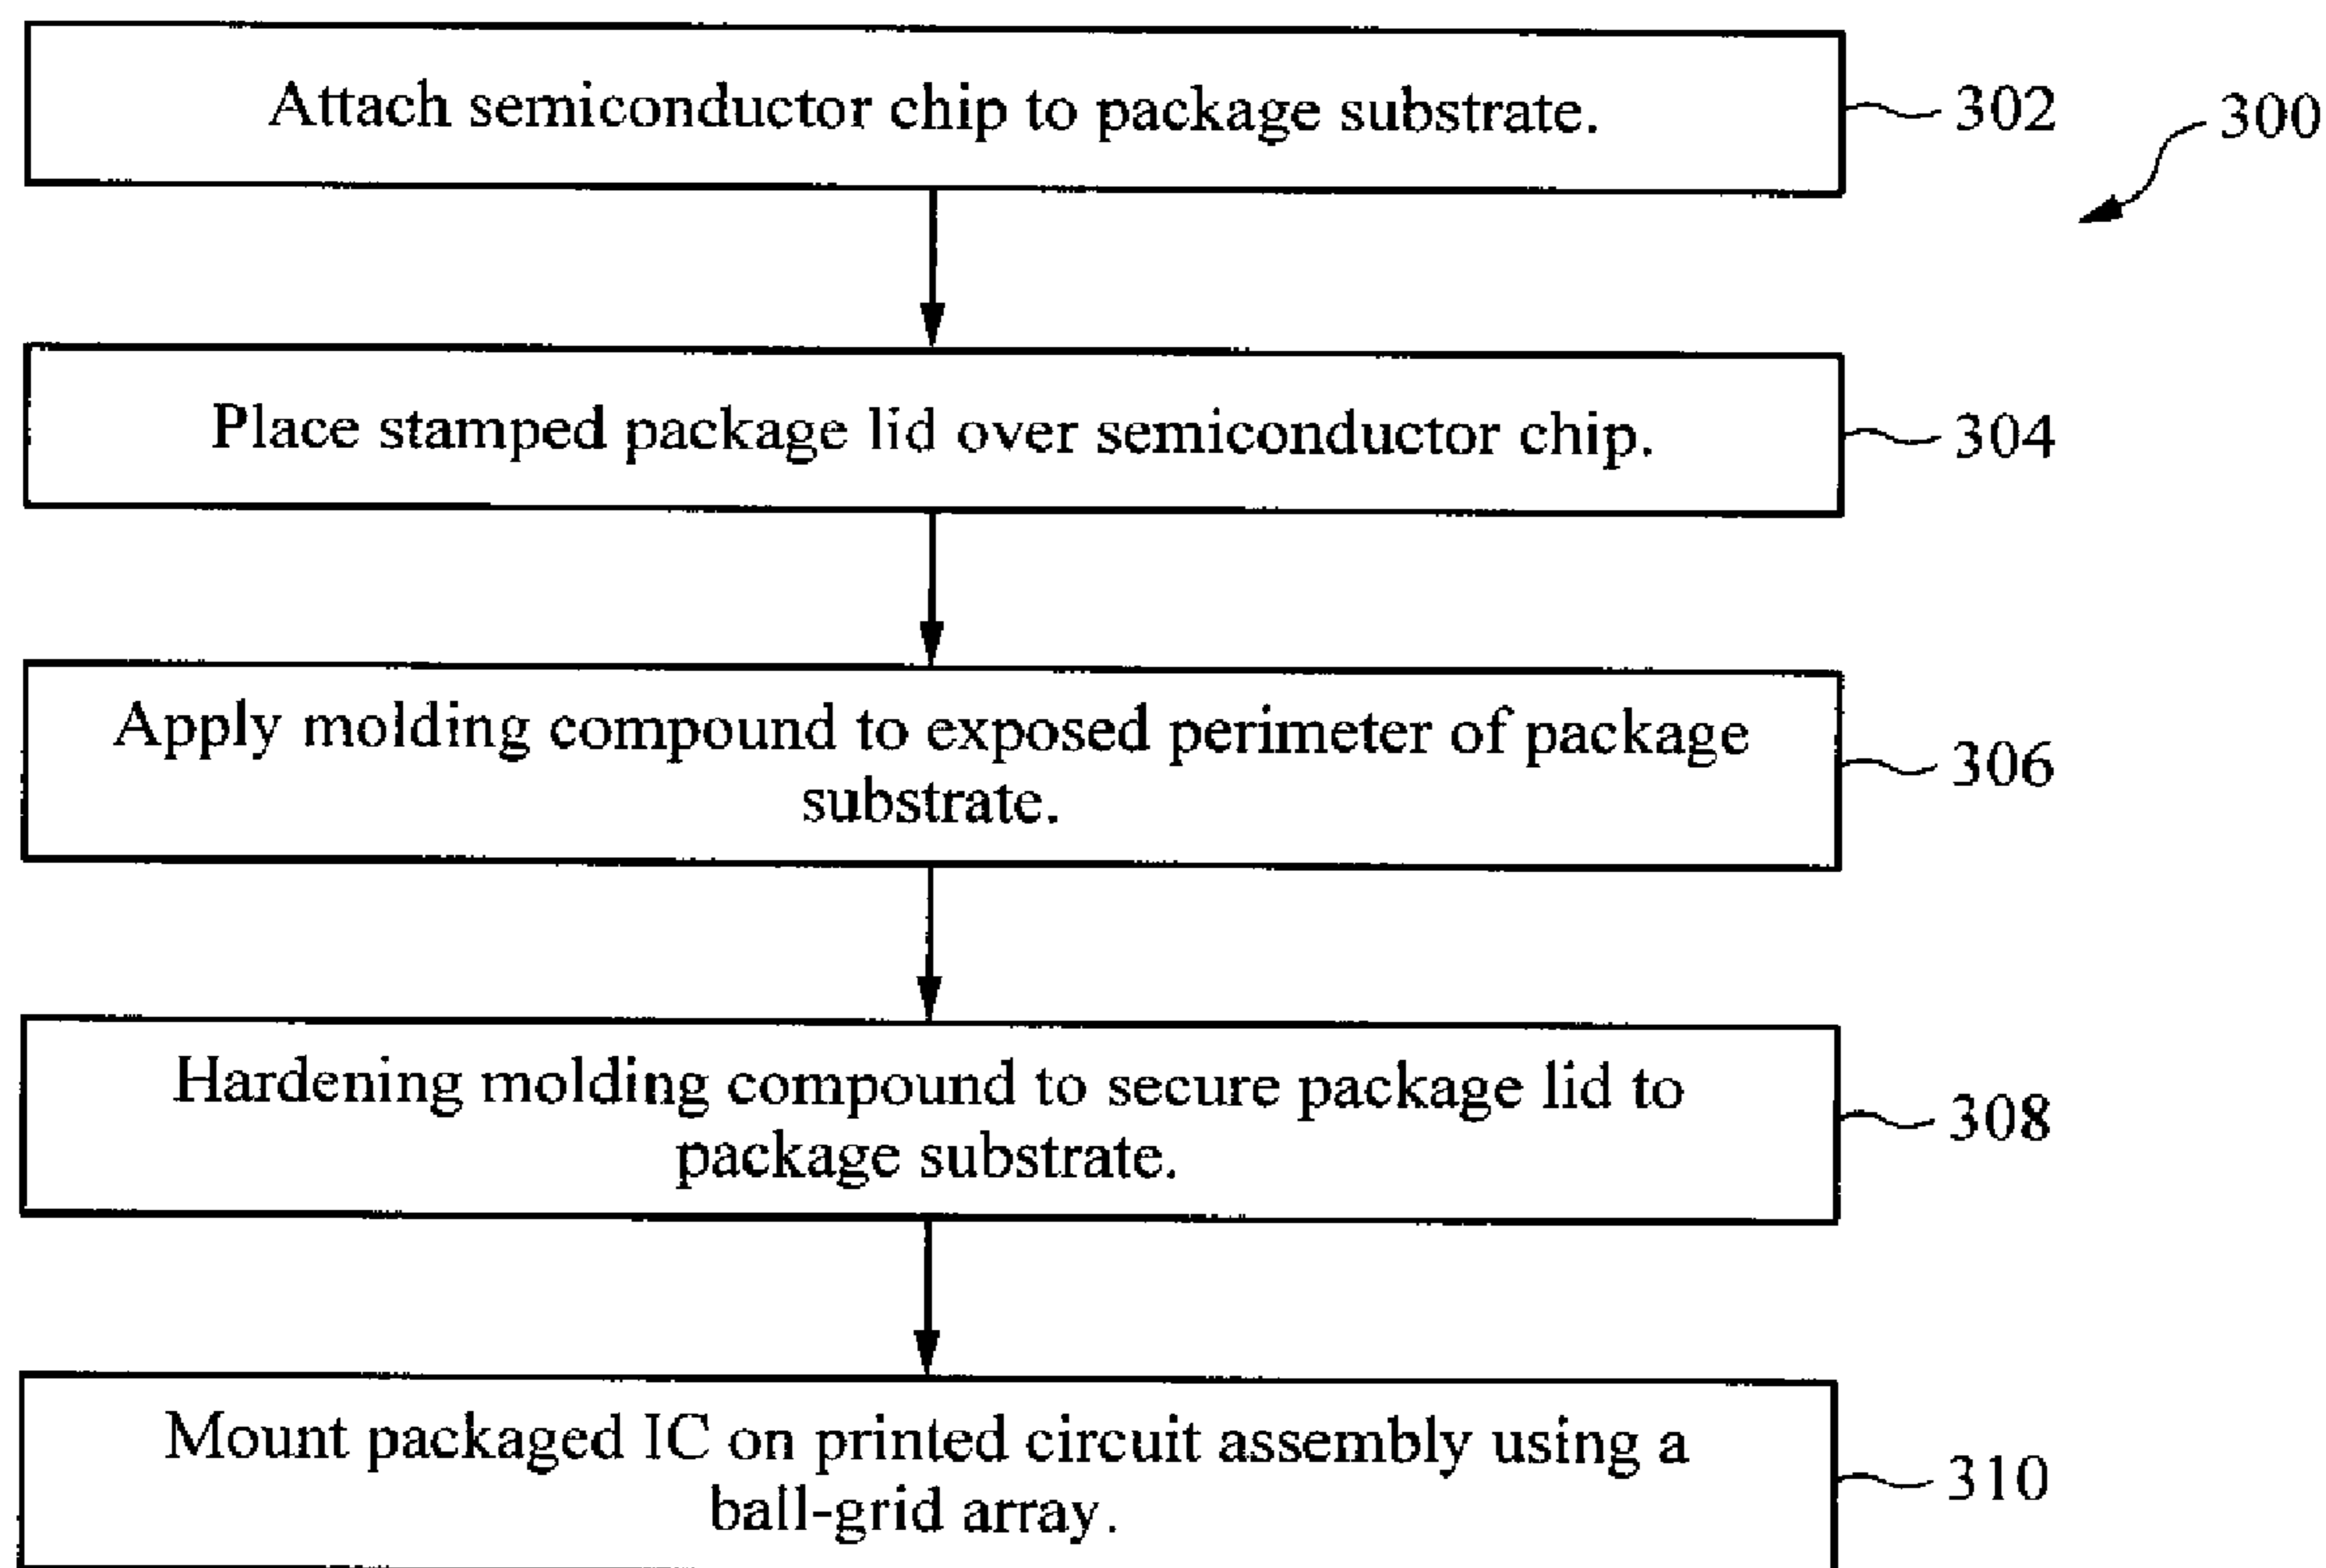 Attach semiconductor chip to package substrate.
302
300
Place stamped package lid over semiconductor chip.
304
Apply molding compound to exposed perimeter of package
substrate.
306
Hardening molding compound to secure package lid to
package substrate.
308
Mount packaged IC on printed circuit assembly using a
ball-grid array.
310